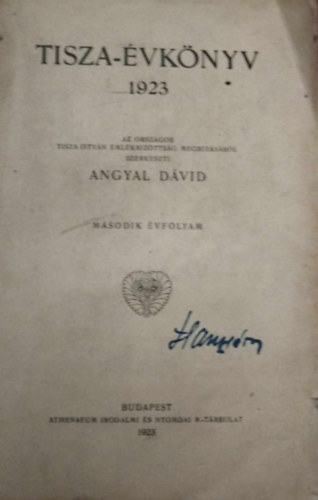 TISZA-ÉVKÖNYV
1923
AZ ORSZÁGOS
TISZA ISTVÁN EMLÉKBIZOTTSÁG MEGBIZÁSÁBÓL
SZERKESZTI
ANGYAL DÁVID
MÁSODIK ÉVFOLYAM
BUDAPEST
ATHENAEUM IRODALMI ÉS NYOMDAI R.-TÁRSULAT
1923